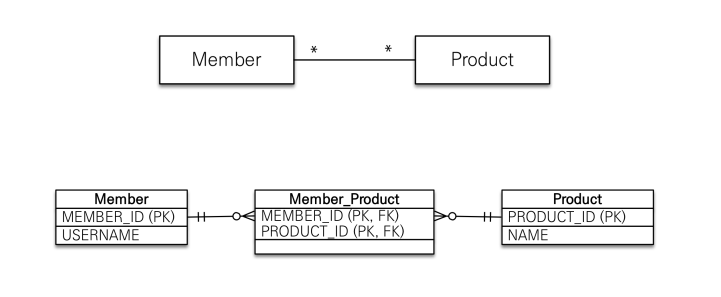 Member * * Product
Member
MEMBER_ID (PK)
USERNAME
Member_Product
MEMBER_ID (PK, FK)
PRODUCT_ID (PK, FK)
Product
PRODUCT_ID (PK)
NAME